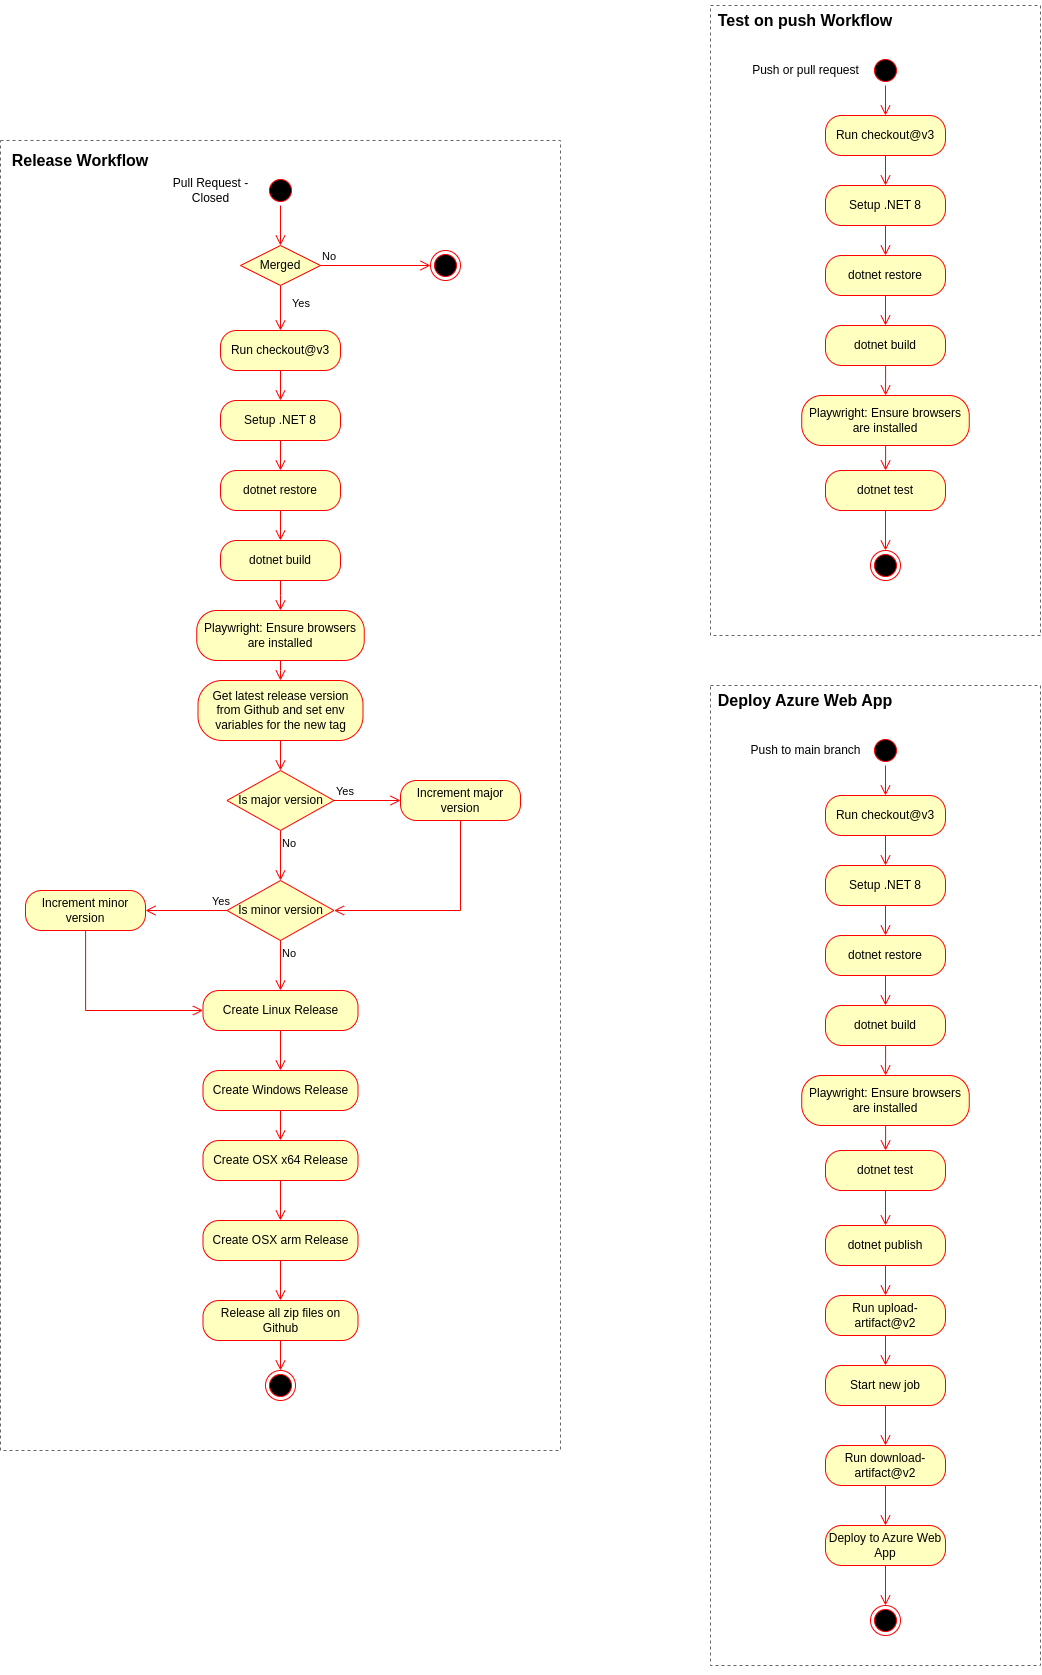 Release Workflow
Pull Request -
Closed
Merged
No
Yes
Run checkout@v3
Setup .NET 8
dotnet restore
dotnet build
Playwright: Ensure browsers
are installed
Get latest release version
from Github and set env
variables for the new tag
Is major version
Yes
Increment major
version
No
Is minor version
Yes
Increment minor
version
No
Create Linux Release
Create Windows Release
Create OSX x64 Release
Create OSX arm Release
Release all zip files on
Github
Test on push Workflow
Push or pull request
Run checkout@v3
Setup .NET 8
dotnet restore
dotnet build
Playwright: Ensure browsers
are installed
dotnet test
Deploy Azure Web App
Push to main branch
Run checkout@v3
Setup .NET 8
dotnet restore
dotnet build
Playwright: Ensure browsers
are installed
dotnet test
dotnet publish
Run upload-
artifact@v2
Start new job
Run download-
artifact@v2
Deploy to Azure Web
App